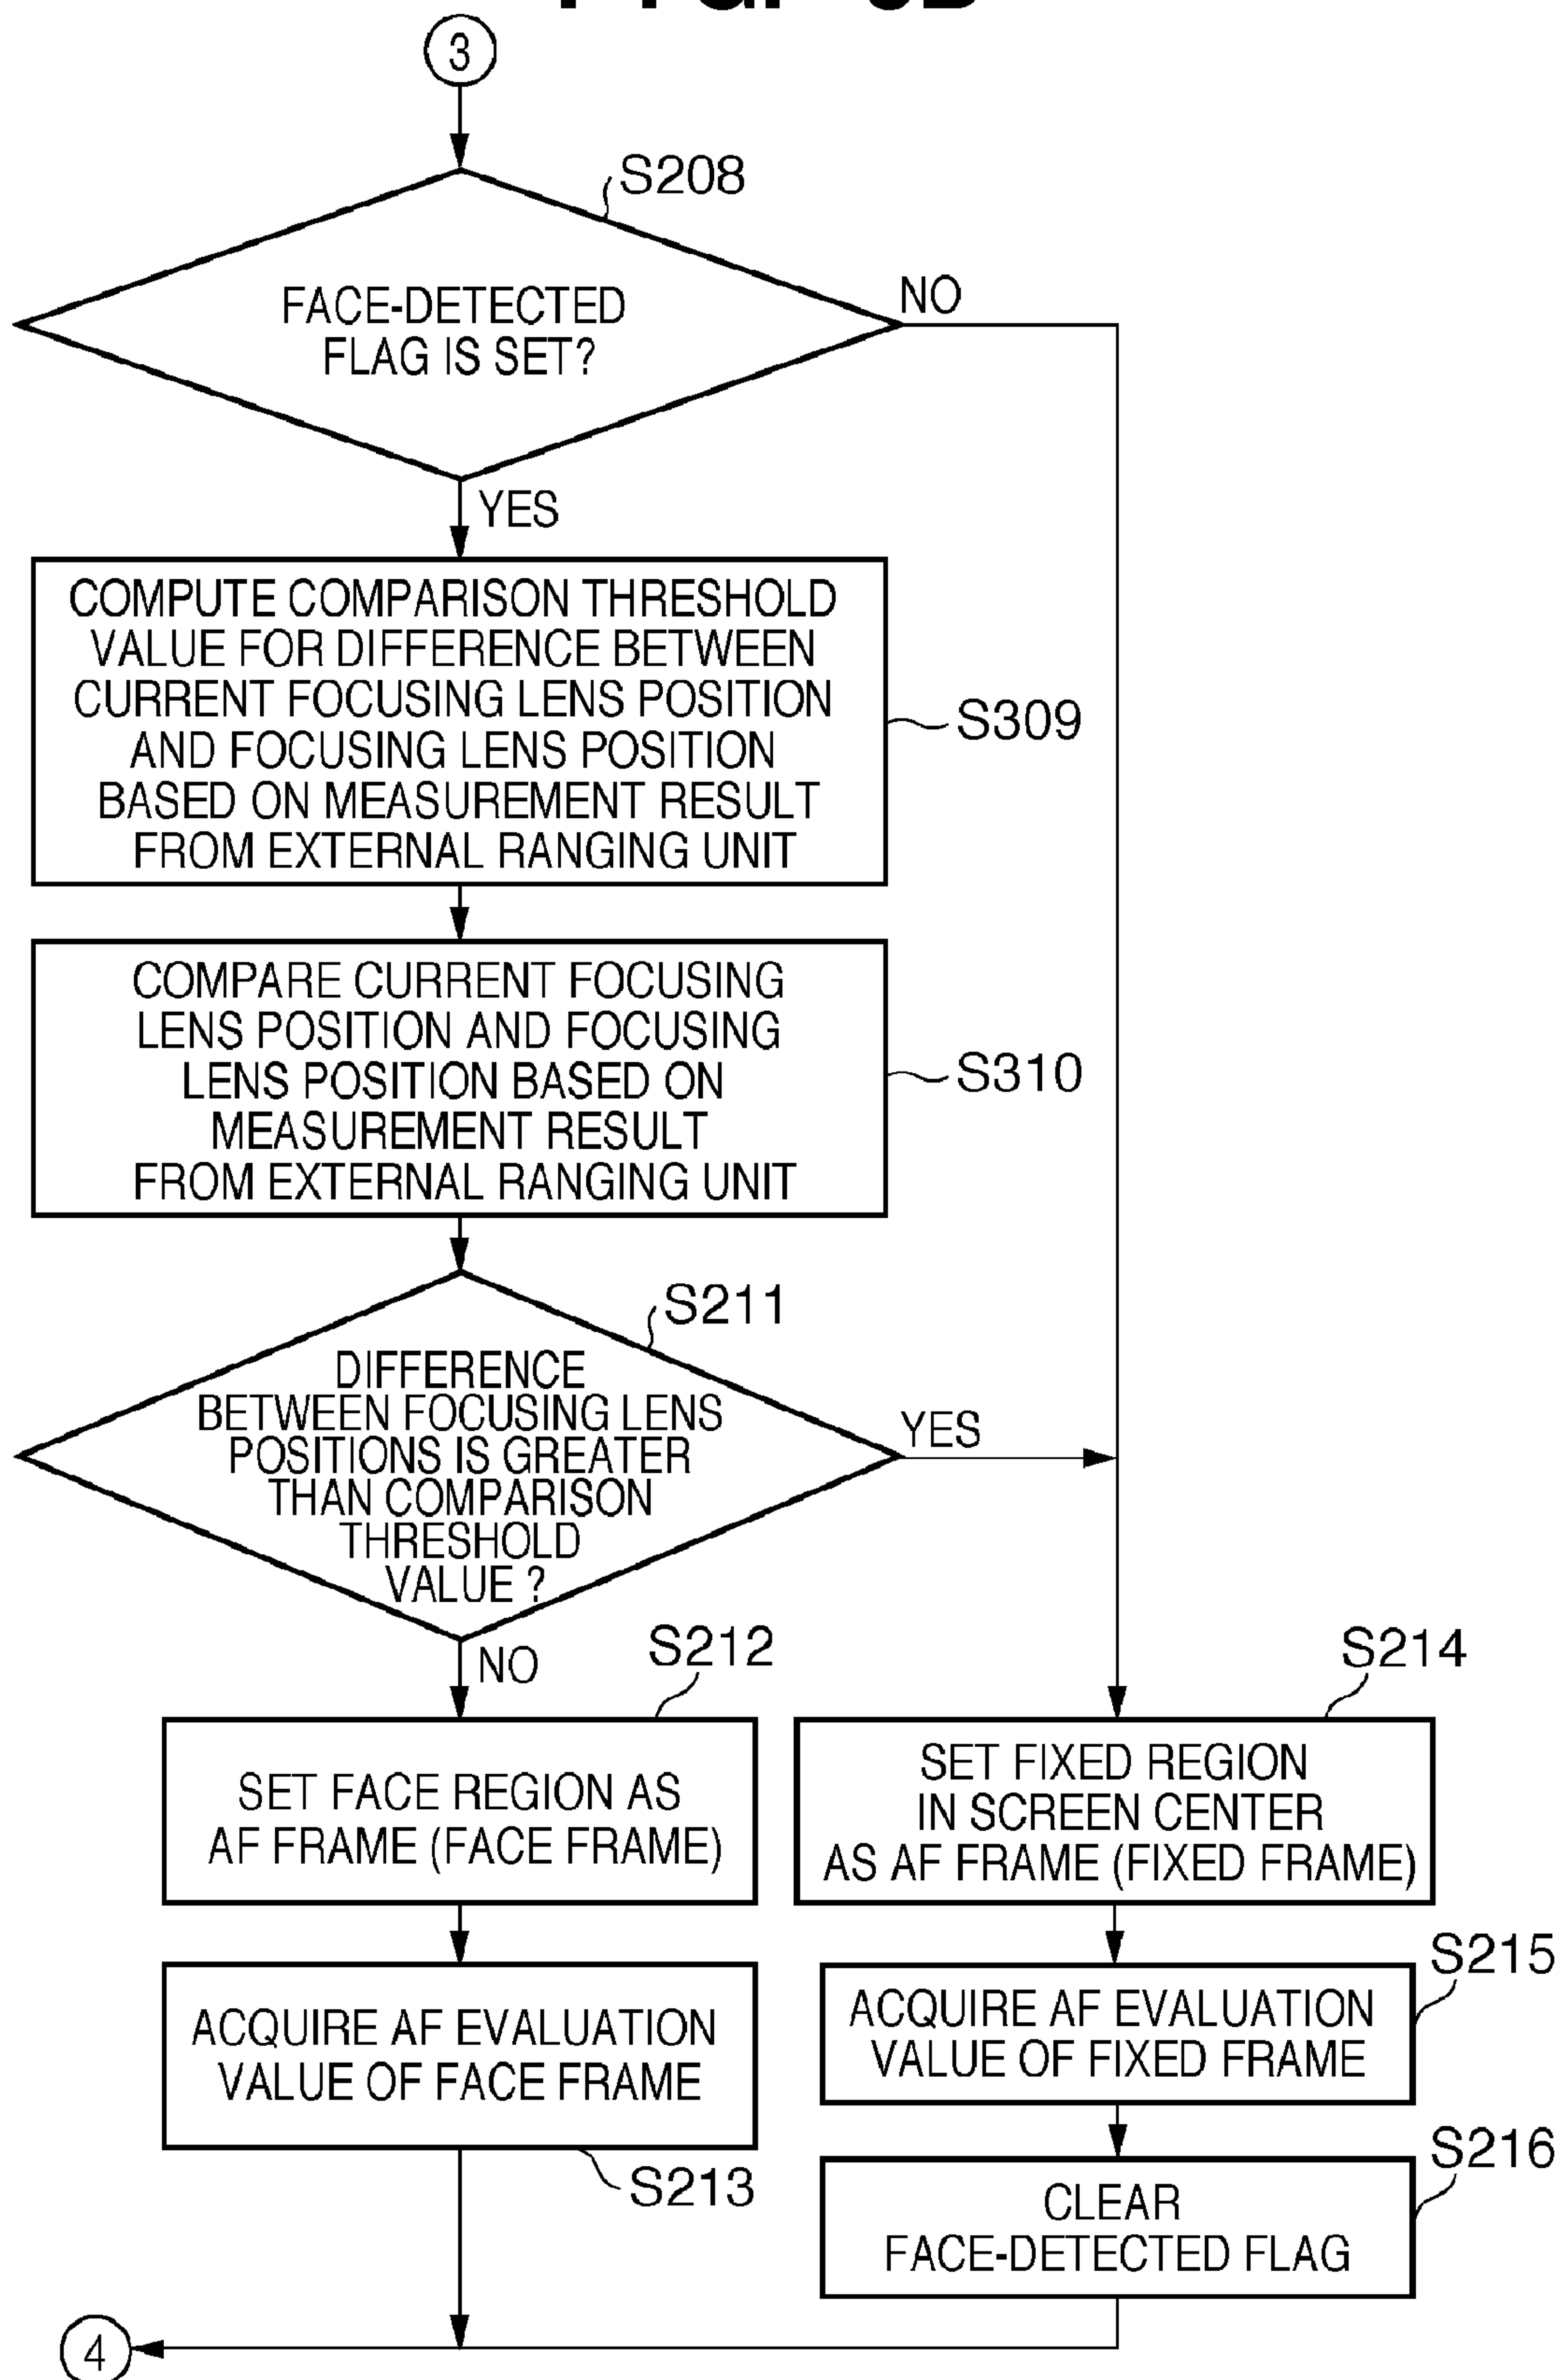 3
S208
FACE-DETECTED
FLAG IS SET?
NO
YES
COMPUTE COMPARISON THRESHOLD
VALUE FOR DIFFERENCE BETWEEN
CURRENT FOCUSING LENS POSITION
AND FOCUSING LENS POSITION
BASED ON MEASUREMENT RESULT
FROM EXTERNAL RANGING UNIT
S309
COMPARE CURRENT FOCUSING
LENS POSITION AND FOCUSING
LENS POSITION BASED ON
MEASUREMENT RESULT
FROM EXTERNAL RANGING UNIT
S310
S211
DIFFERENCE
BETWEEN FOCUSING LENS
POSITIONS IS GREATER
THAN COMPARISON
THRESHOLD
VALUE ?
YES
NO
S212
SET FACE REGION AS
AF FRAME (FACE FRAME)
S214
SET FIXED REGION
IN SCREEN CENTER
AS AF FRAME (FIXED FRAME)
ACQUIRE AF EVALUATION
VALUE OF FACE FRAME
S213
S215
ACQUIRE AF EVALUATION
VALUE OF FIXED FRAME
S216
CLEAR
FACE-DETECTED FLAG
4